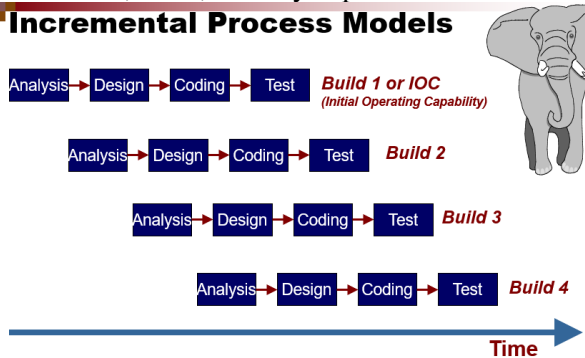 Incremental Process Models
Analysis Design Coding Test Build 1 or IOC
(Initial Operating Capability)
Analysis Design Coding Test Build 2
Analysis Design Coding Test Build 3
Analysis Design Coding Test Build 4
Time